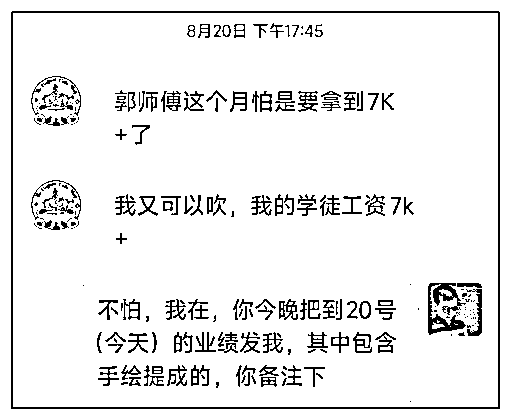 8月20日 下午17:45
郭师傅这个月怕是要拿到7K
+了
我又可以吹，我的学徒工资7k
+
不怕，我在，你今晚把到20号
(今天）的业绩发我，其中包含
手绘提成的，你备注下